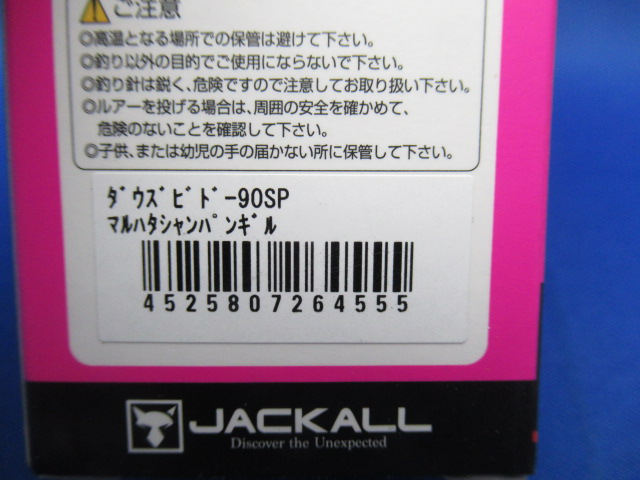 ご注意
◎高温となる場所での保管は避けて下さい。
◎釣り以外の目的でご使用にならないで下さい。
◎釣り針は鋭く、危険ですので注意してお取り扱い下さい。
◎ルアーを投げる場合は、周囲の安全を確かめて、
危険のないことを確認して下さい。
◎子供、または幼児の手の届かない所に保管して下さい。
ﾀﾞｳｽﾞﾋﾞﾄﾞｰ90SP
ﾏﾙﾊﾀｼｬﾝﾊﾟﾝｷﾞﾙ
4525807264555
JACKALL
Discover the Unexpected